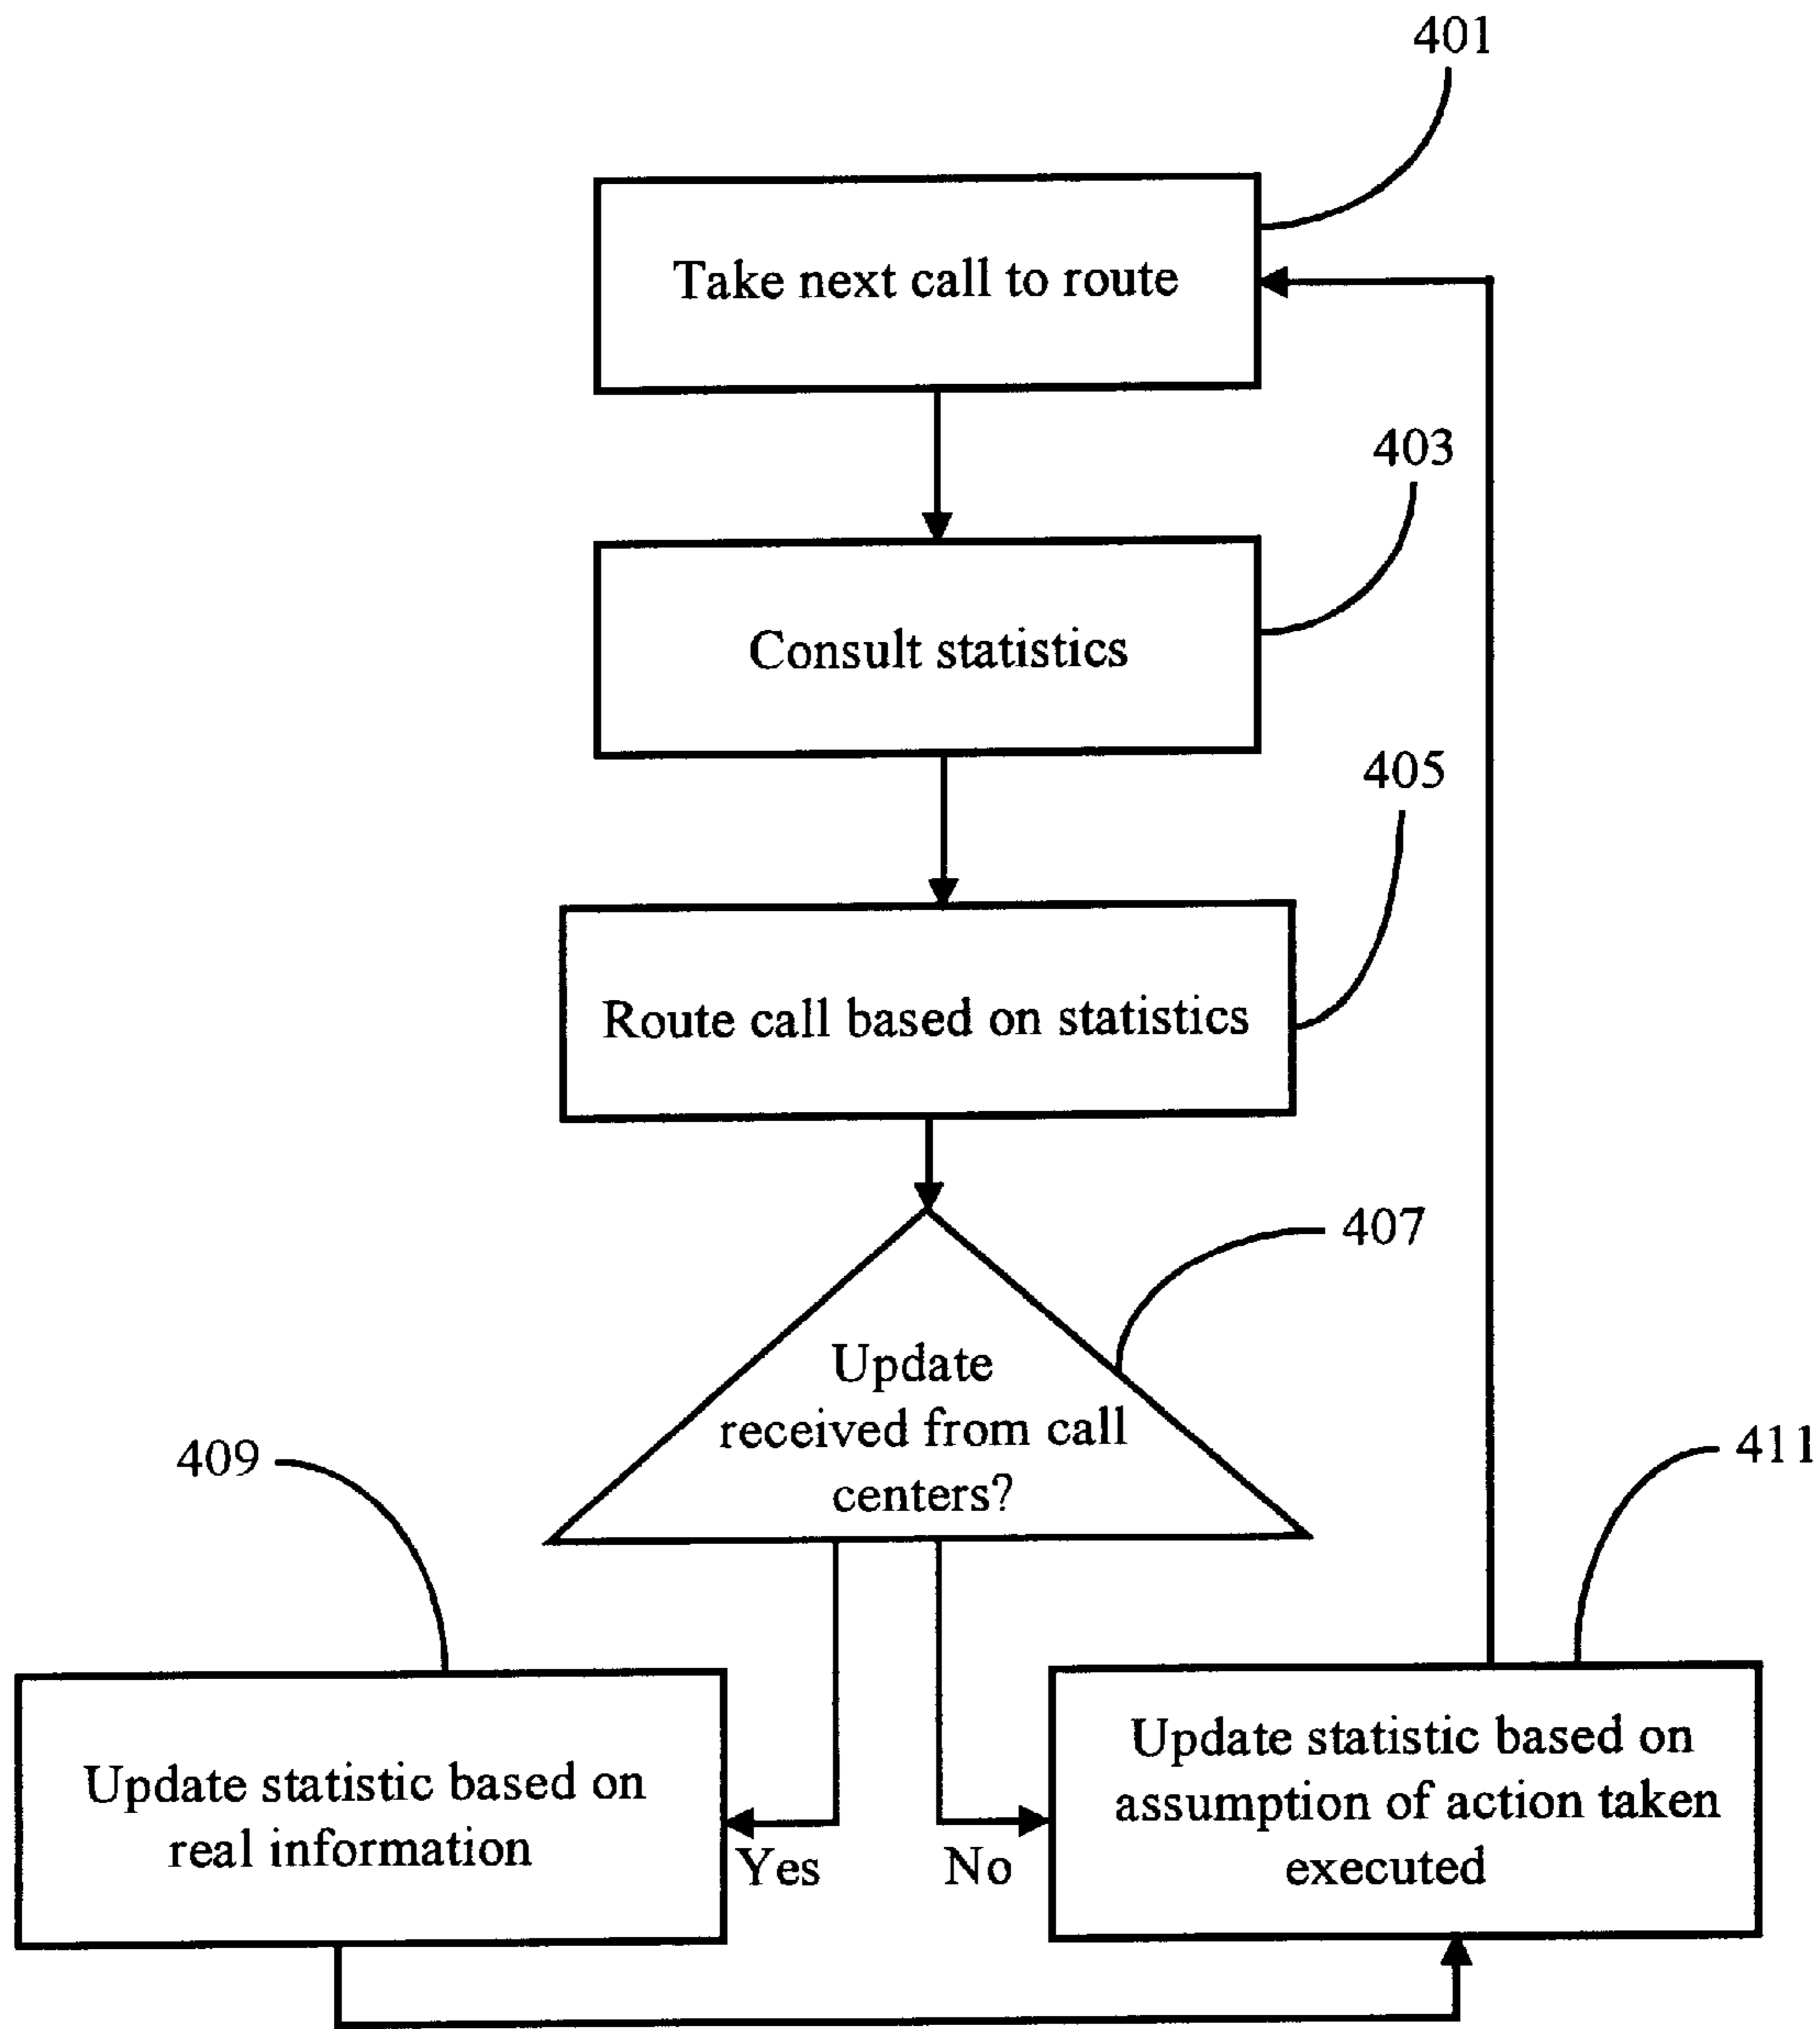 401
Take next call to route
403
Consult statistics
405
Route call based on statistics
407
Update
received from call
centers?
409
411
Update statistic based on
real information
Yes
No
Update statistic based on
assumption of action taken
executed